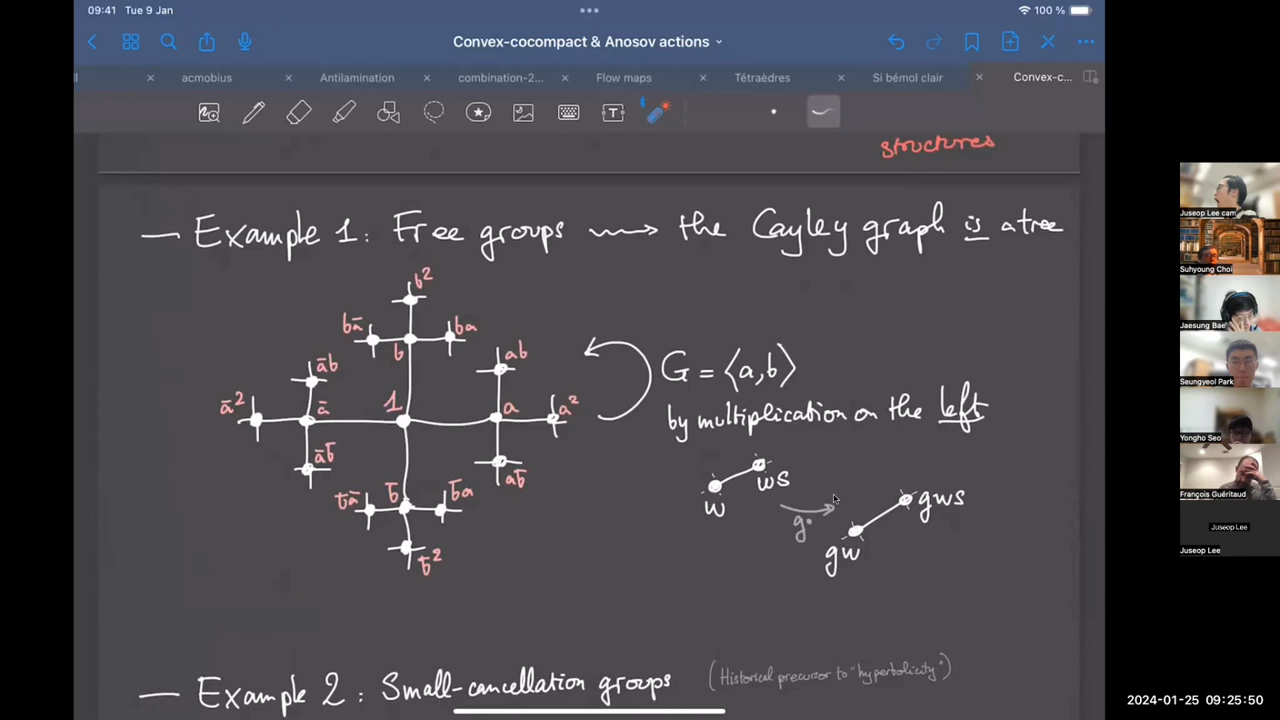 09:41 Tue 9 Jan
100 %
Convex-cocompact & Anosov actions
ll
acmobius
Antilamination
combination-2...
Flow maps
Tétraèdres
Si bémol clair
Convex-c...
structures
— Example 1: Free groups ⟿ the Cayley graph is a tree
b²
bā ba
b
āb ab
ā² ā 1 a a²
āb̄ ab̄
b̄ā b̄ b̄a
b̄²
G = ⟨a,b⟩
by multiplication on the left
w ws
g·
gw gws
— Example 2: Small-cancellation groups (Historical precursor to "hyperbolicity")
Juseop Lee cam
Suhyoung Choi
Jaesung Bae
Seungyeol Park
Yongho Seo
François Guéritaud
Juseop Lee
Juseop Lee
2024-01-25 09:25:50